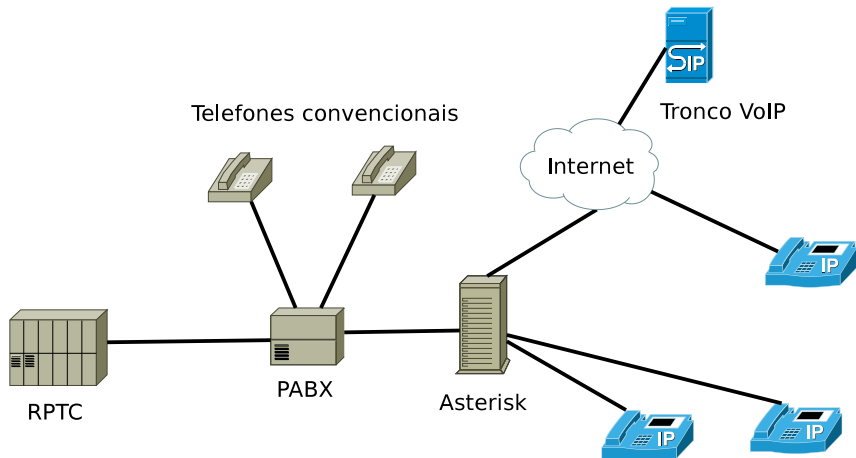 SIP
Tronco VoIP
Telefones convencionais
Internet
IP
PABX
Asterisk
RPTC
IP
IP